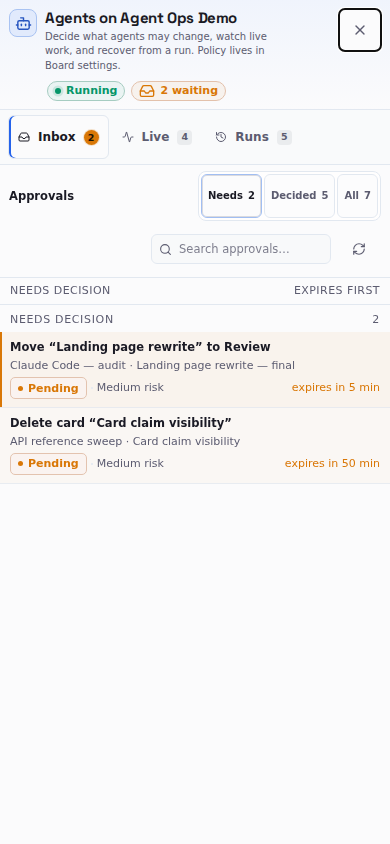 Agents on Agent Ops Demo
Decide what agents may change, watch live
work, and recover from a run. Policy lives in
Board settings.
Running
2 waiting
Inbox 2
Live 4
Runs 5
Approvals
Needs 2
Decided 5
All 7
Search approvals…
NEEDS DECISION
EXPIRES FIRST
NEEDS DECISION
2
Move “Landing page rewrite” to Review
Claude Code — audit · Landing page rewrite — final
Pending · Medium risk
expires in 5 min
Delete card “Card claim visibility”
API reference sweep · Card claim visibility
Pending · Medium risk
expires in 50 min